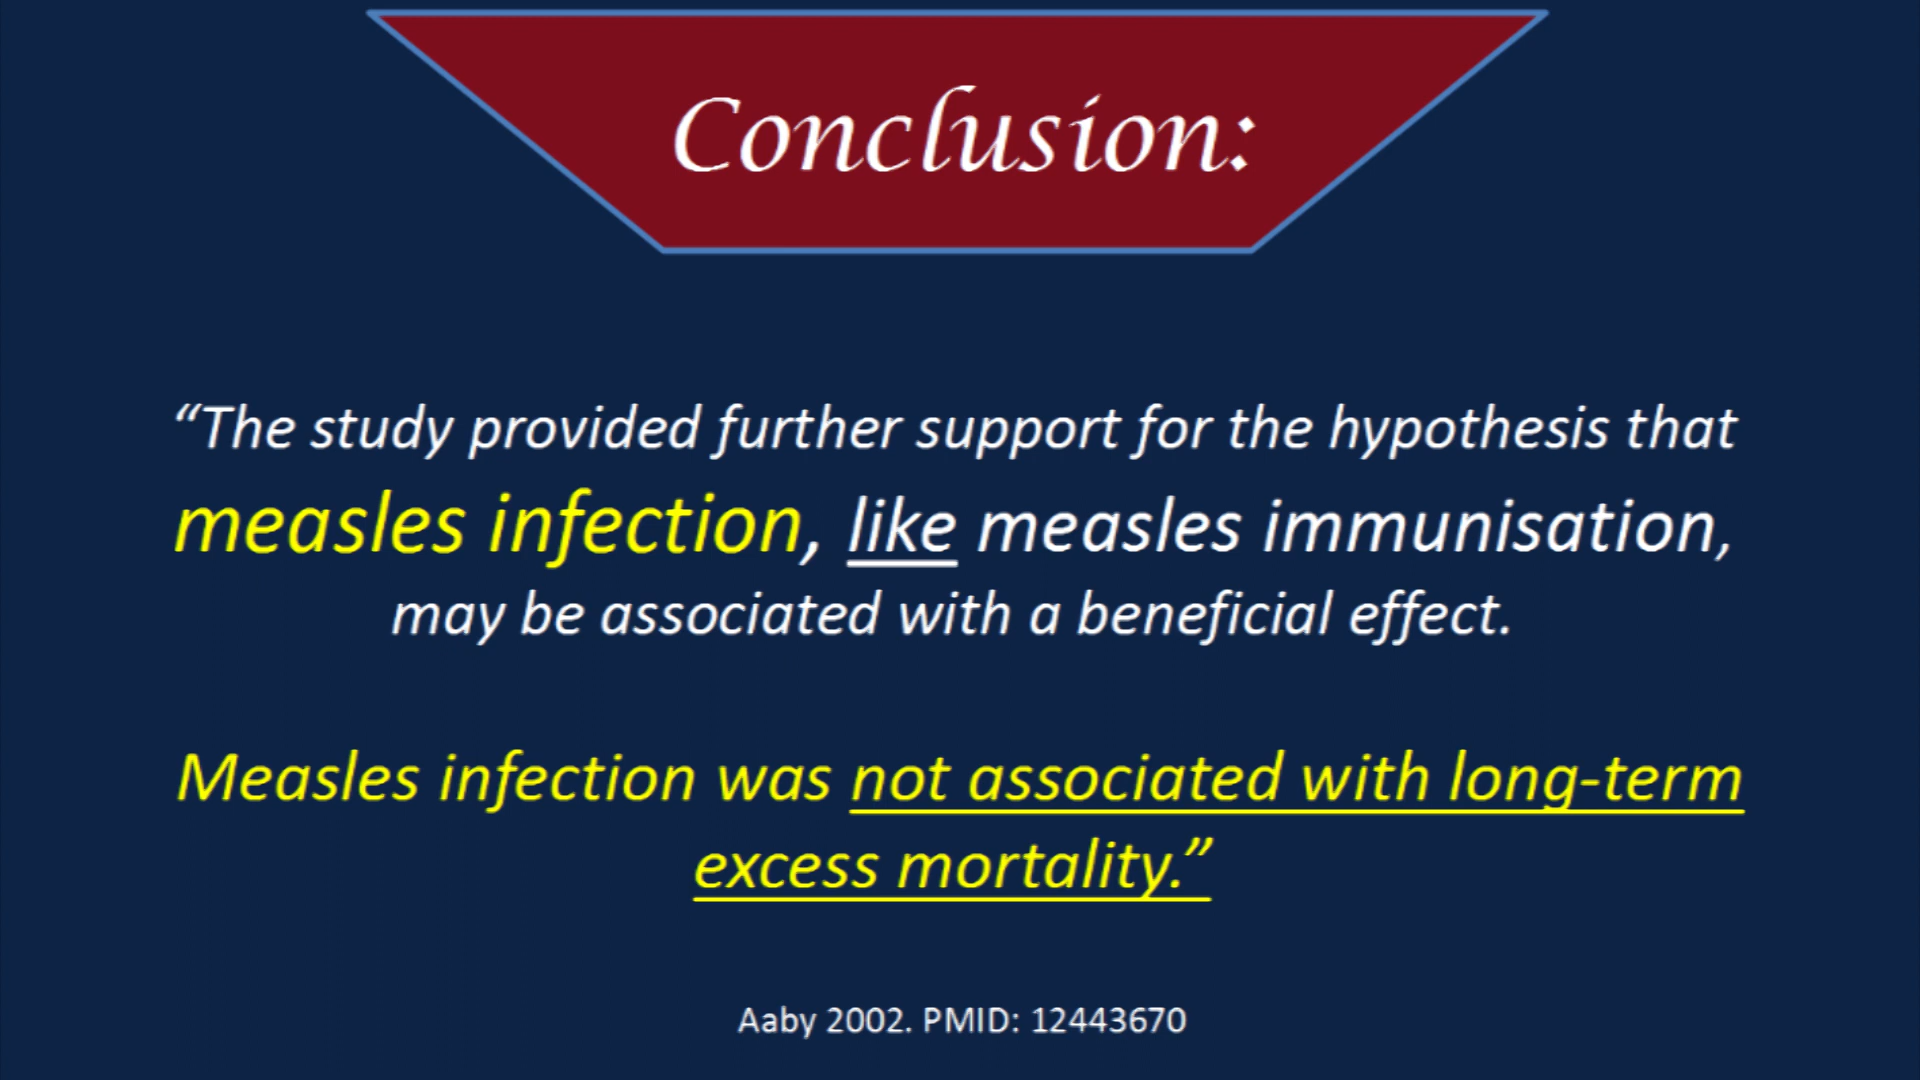 Conclusion:
“The study provided further support for the hypothesis that
measles infection, like measles immunisation,
may be associated with a beneficial effect.
Measles infection was not associated with long-term
excess mortality.”
Aaby 2002. PMID: 12443670